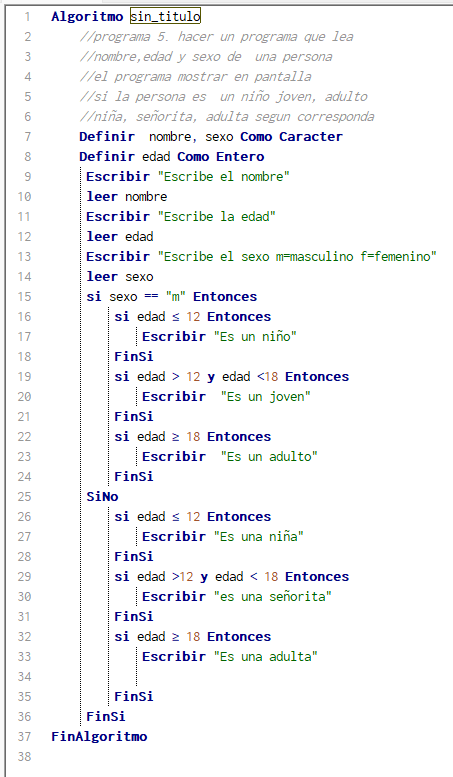 1 Algoritmo sin_titulo
2 //programa 5. hacer un programa que lea
3 //nombre,edad y sexo de una persona
4 //el programa mostrar en pantalla
5 //si la persona es un niño joven, adulto
6 //niña, señorita, adulta segun corresponda
7 Definir nombre, sexo Como Caracter
8 Definir edad Como Entero
9 Escribir "Escribe el nombre"
10 leer nombre
11 Escribir "Escribe la edad"
12 leer edad
13 Escribir "Escribe el sexo m=masculino f=femenino"
14 leer sexo
15 si sexo == "m" Entonces
16 si edad ≤ 12 Entonces
17 Escribir "Es un niño"
18 FinSi
19 si edad > 12 y edad <18 Entonces
20 Escribir "Es un joven"
21 FinSi
22 si edad ≥ 18 Entonces
23 Escribir "Es un adulto"
24 FinSi
25 SiNo
26 si edad ≤ 12 Entonces
27 Escribir "Es una niña"
28 FinSi
29 si edad >12 y edad < 18 Entonces
30 Escribir "es una señorita"
31 FinSi
32 si edad ≥ 18 Entonces
33 Escribir "Es una adulta"
34
35 FinSi
36 FinSi
37 FinAlgoritmo
38